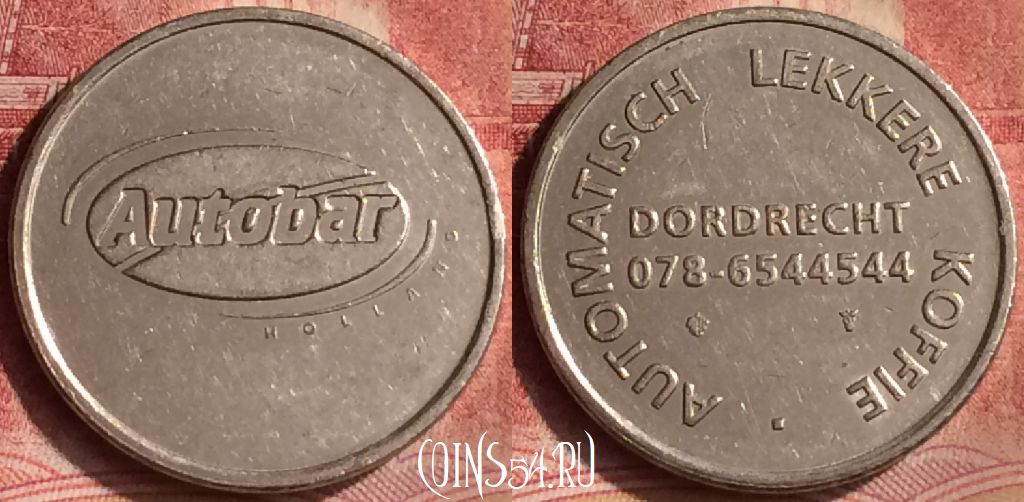 Autobar
HOLLAND
AUTOMATISCH LEKKERE KOFFIE
DORDRECHT
078-6544544
COINS54.RU